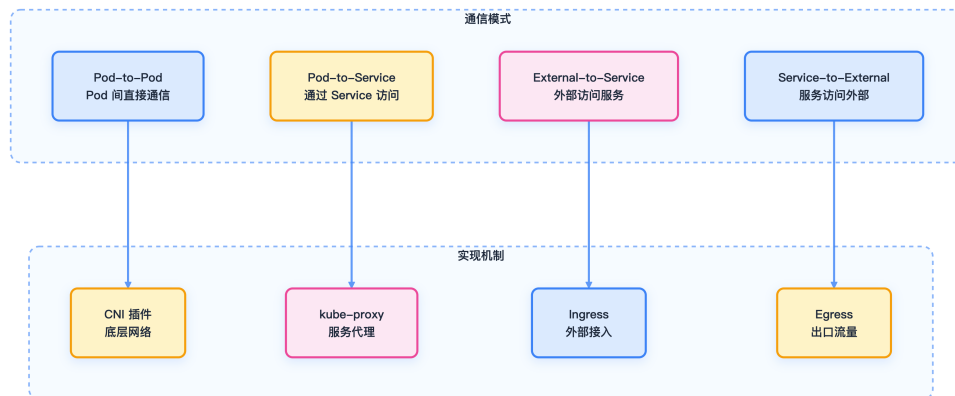 通信模式
Pod-to-Pod
Pod 间直接通信
Pod-to-Service
通过 Service 访问
External-to-Service
外部访问服务
Service-to-External
服务访问外部
实现机制
CNI 插件
底层网络
kube-proxy
服务代理
Ingress
外部接入
Egress
出口流量